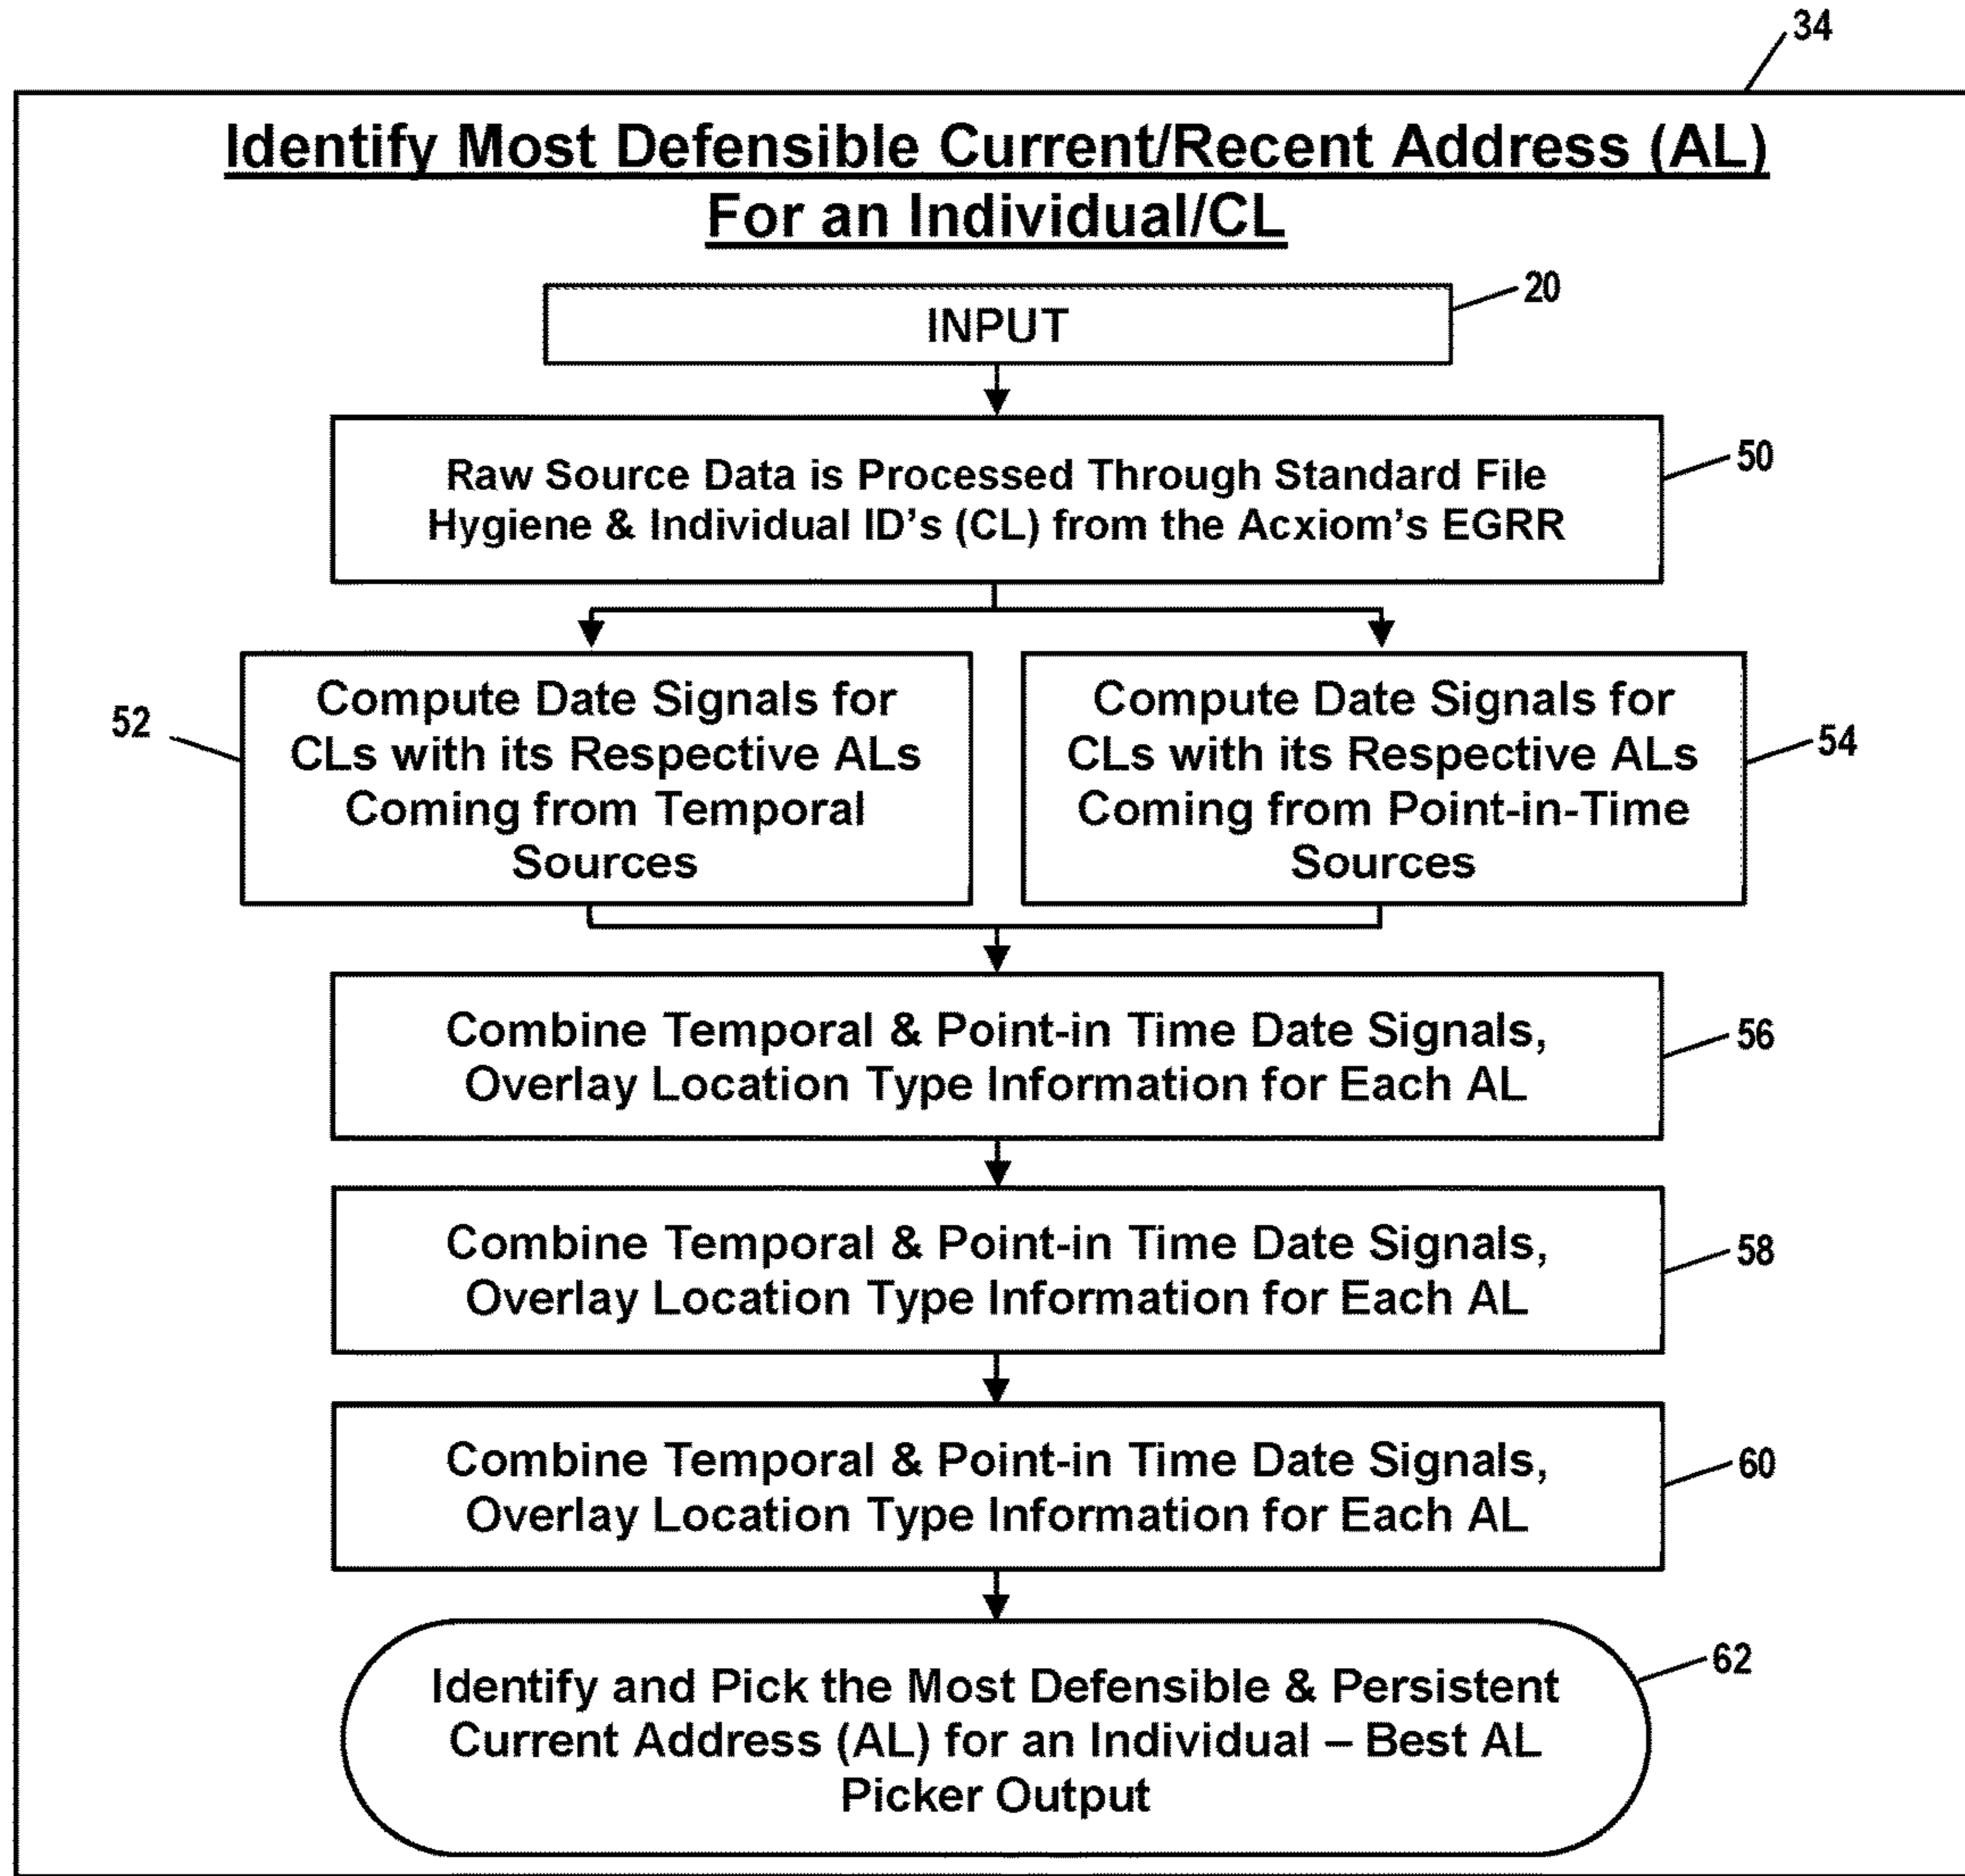 34
Identify Most Defensible Current/Recent Address (AL)
For an Individual/CL
20
INPUT
50
Raw Source Data is Processed Through Standard File
Hygiene & Individual ID's (CL) from the Acxiom's EGRR
52
Compute Date Signals for
CLs with its Respective ALs
Coming from Temporal
Sources
Compute Date Signals for
CLs with its Respective ALs
Coming from Point-in-Time
Sources
54
Combine Temporal & Point-in Time Date Signals,
Overlay Location Type Information for Each AL
56
Combine Temporal & Point-in Time Date Signals,
Overlay Location Type Information for Each AL
58
Combine Temporal & Point-in Time Date Signals,
Overlay Location Type Information for Each AL
60
Identify and Pick the Most Defensible & Persistent
Current Address (AL) for an Individual – Best AL
Picker Output
62